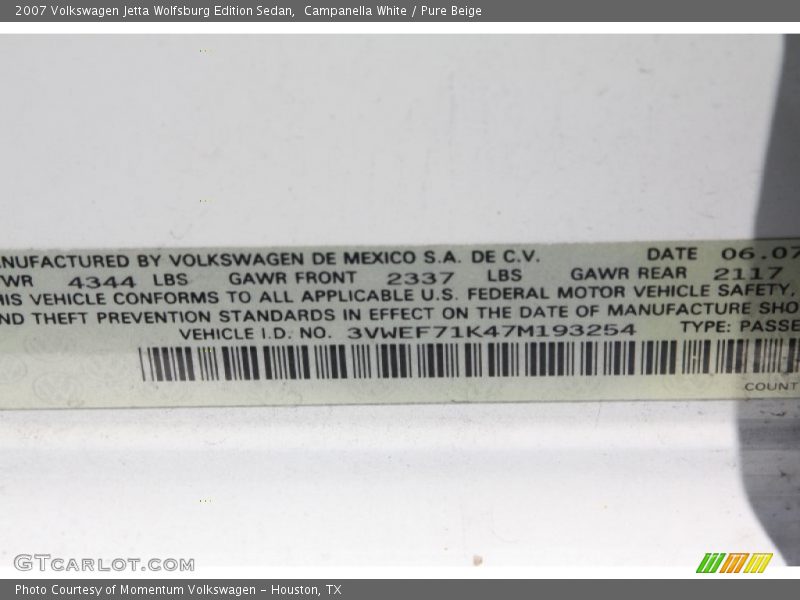 2007 Volkswagen Jetta Wolfsburg Edition Sedan, Campanella White / Pure Beige
NUFACTURED BY VOLKSWAGEN DE MEXICO S.A. DE C.V. DATE 06.07
WR 4344 LBS GAWR FRONT 2337 LBS GAWR REAR 2117
HIS VEHICLE CONFORMS TO ALL APPLICABLE U.S. FEDERAL MOTOR VEHICLE SAFETY,
ND THEFT PREVENTION STANDARDS IN EFFECT ON THE DATE OF MANUFACTURE SHO
VEHICLE I.D. NO. 3VWEF71K47M193254 TYPE: PASSE
COUNT
GTCARLOT.COM
Photo Courtesy of Momentum Volkswagen - Houston, TX